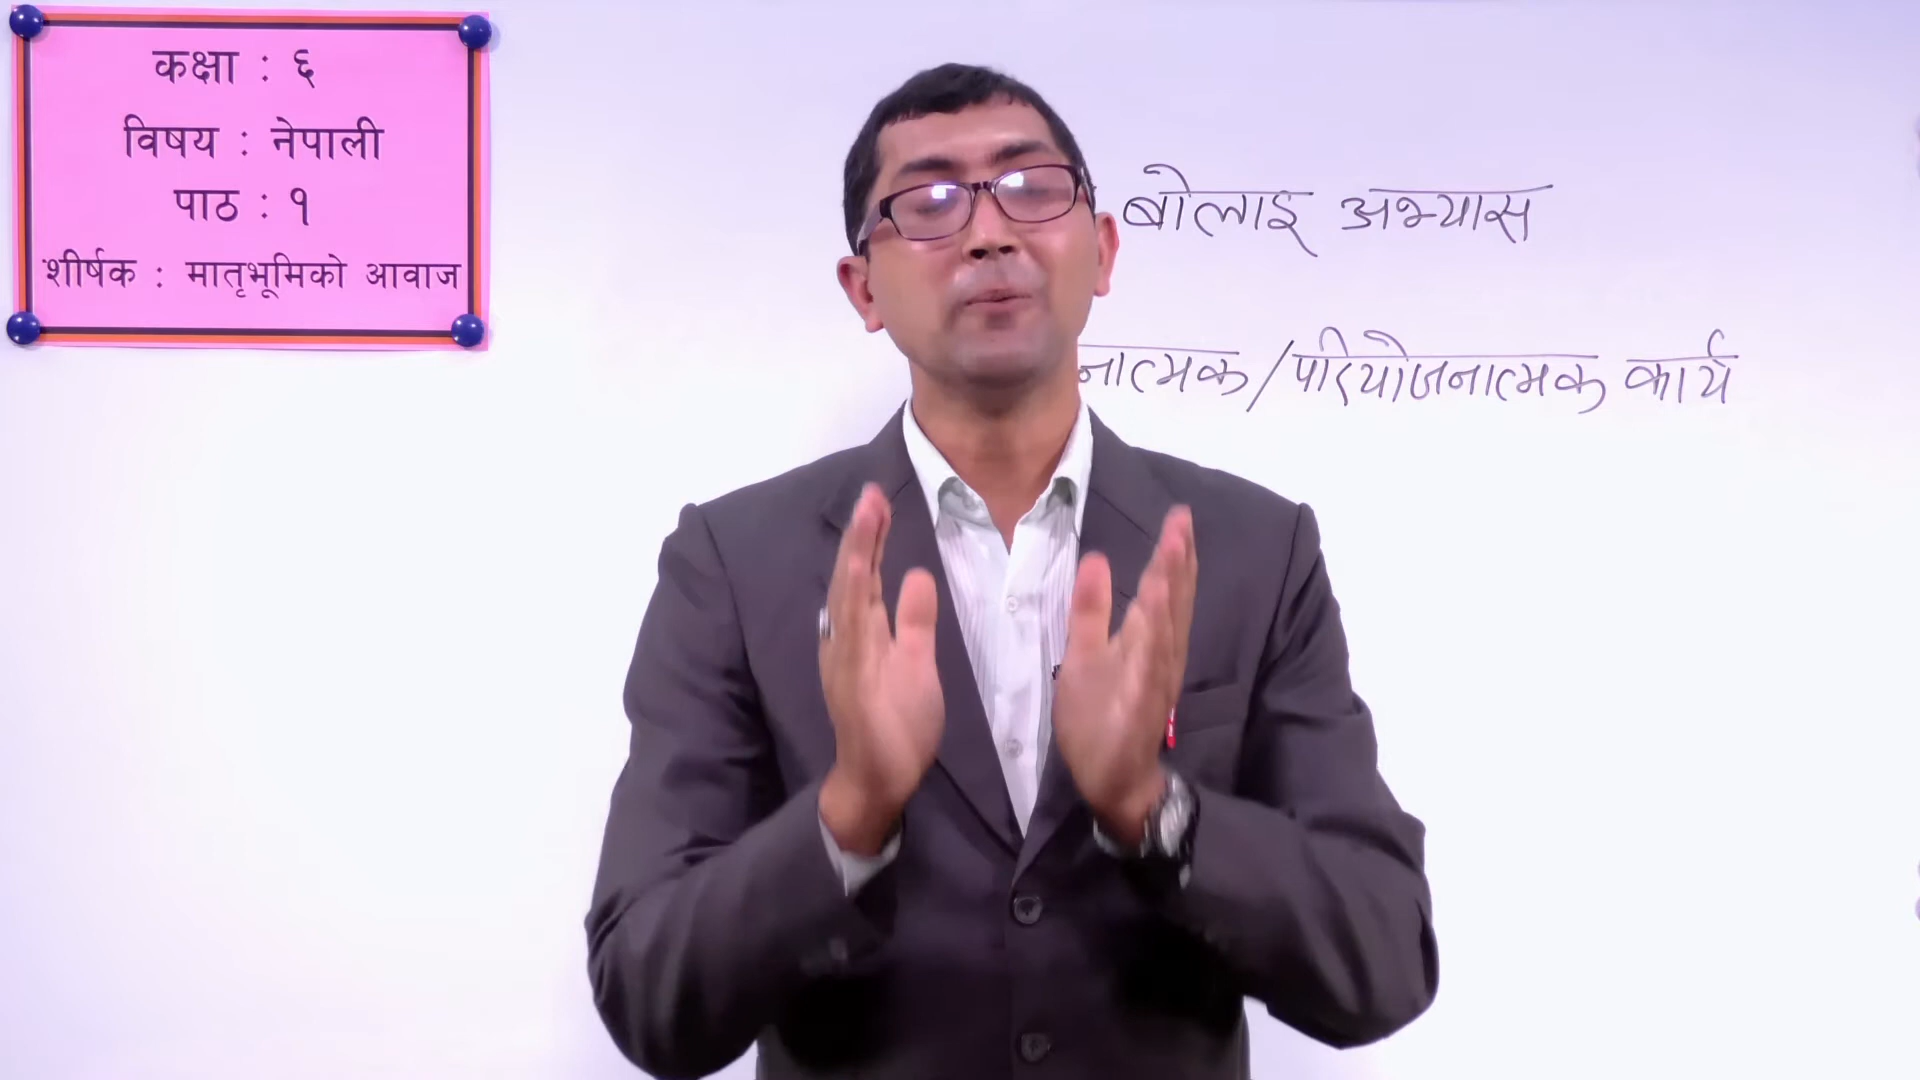 कक्षा : ६
विषय : नेपाली
पाठ : १
शीर्षक : मातृभूमिको आवाज
बोलाइ अभ्यास
नात्मक/परियोजनात्मक कार्य